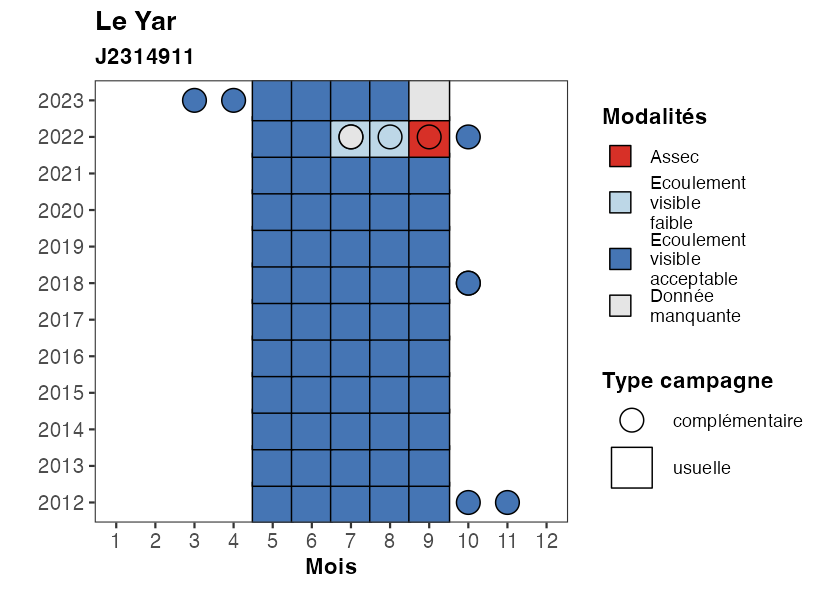 Le Yar
J2314911
2023
2022
2021
2020
2019
2018
2017
2016
2015
2014
2013
2012
1 2 3 4 5 6 7 8 9 10 11 12
Mois
Modalités
Assec
Ecoulement
visible
faible
Ecoulement
visible
acceptable
Donnée
manquante
Type campagne
complémentaire
usuelle